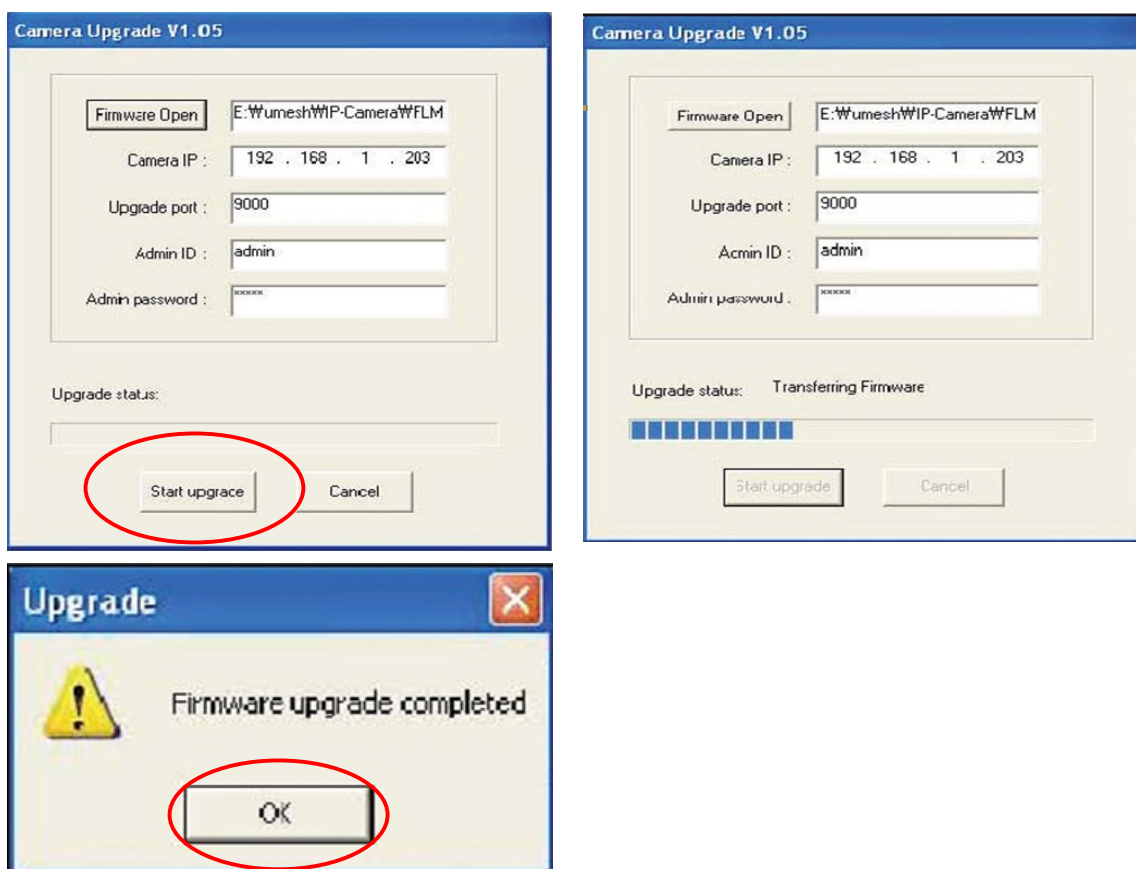 Camera Upgrade V1.05
Firmware Open E:₩umesh₩IP-Camera₩FLM
Camera IP : 192 . 168 . 1 . 203
Upgrade port : 9000
Admin ID : admin
Admin password : *****
Upgrade status:
Start upgrace Cancel
Camera Upgrade V1.05
Firmware Open E:₩umesh₩IP-Camera₩FLM
Camera IP : 192 . 168 . 1 . 203
Upgrade port : 9000
Acmin ID : admin
Admin password : *****
Upgrade status: Transferring Firmware
Start upgrade Cancel
Upgrade
Firmware upgrade completed
OK